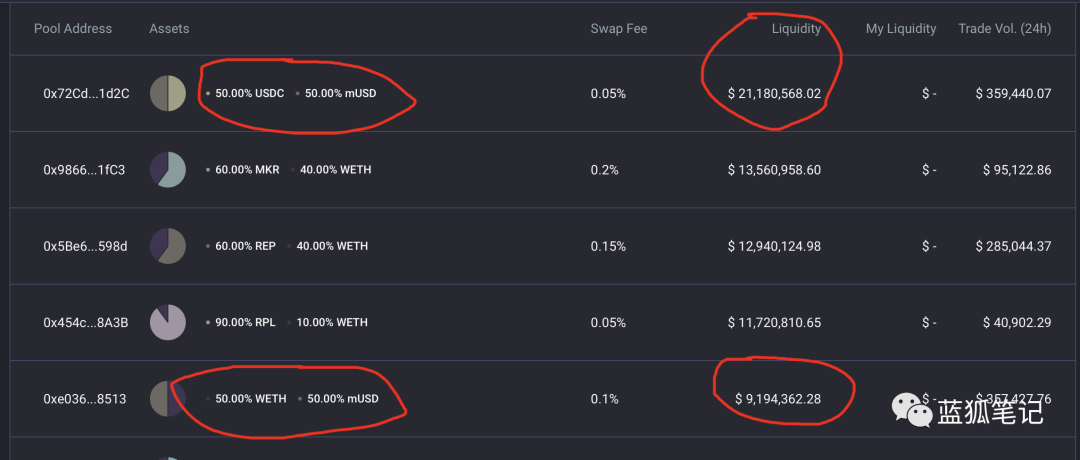 Pool Address Assets Swap Fee Liquidity My Liquidity Trade Vol. (24h)
0x72Cd...1d2C 50.00% USDC 50.00% mUSD 0.05% $ 21,180,568.02 $ - $ 359,440.07
0x9866...1fC3 60.00% MKR 40.00% WETH 0.2% $ 13,560,958.60 $ - $ 95,122.86
0x5Be6...598d 60.00% REP 40.00% WETH 0.15% $ 12,940,124.98 $ - $ 285,044.37
0x454c...8A3B 90.00% RPL 10.00% WETH 0.05% $ 11,720,810.65 $ - $ 40,902.29
0xe036...8513 50.00% WETH 50.00% mUSD 0.1% $ 9,194,362.28 $ - $ 357,427.76
蓝狐笔记